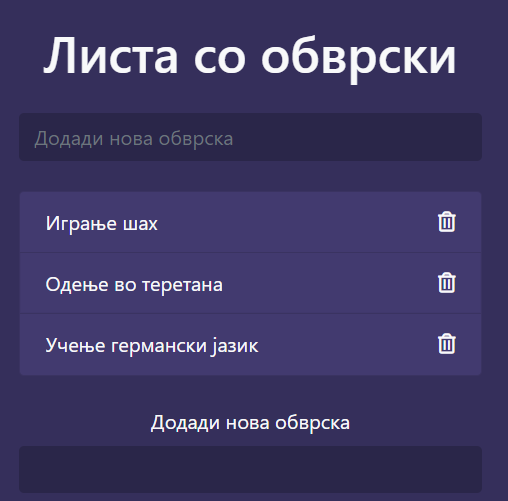 Листа со обврски
Додади нова обврска
Играње шах
Одење во теретана
Учење германски јазик
Додади нова обврска